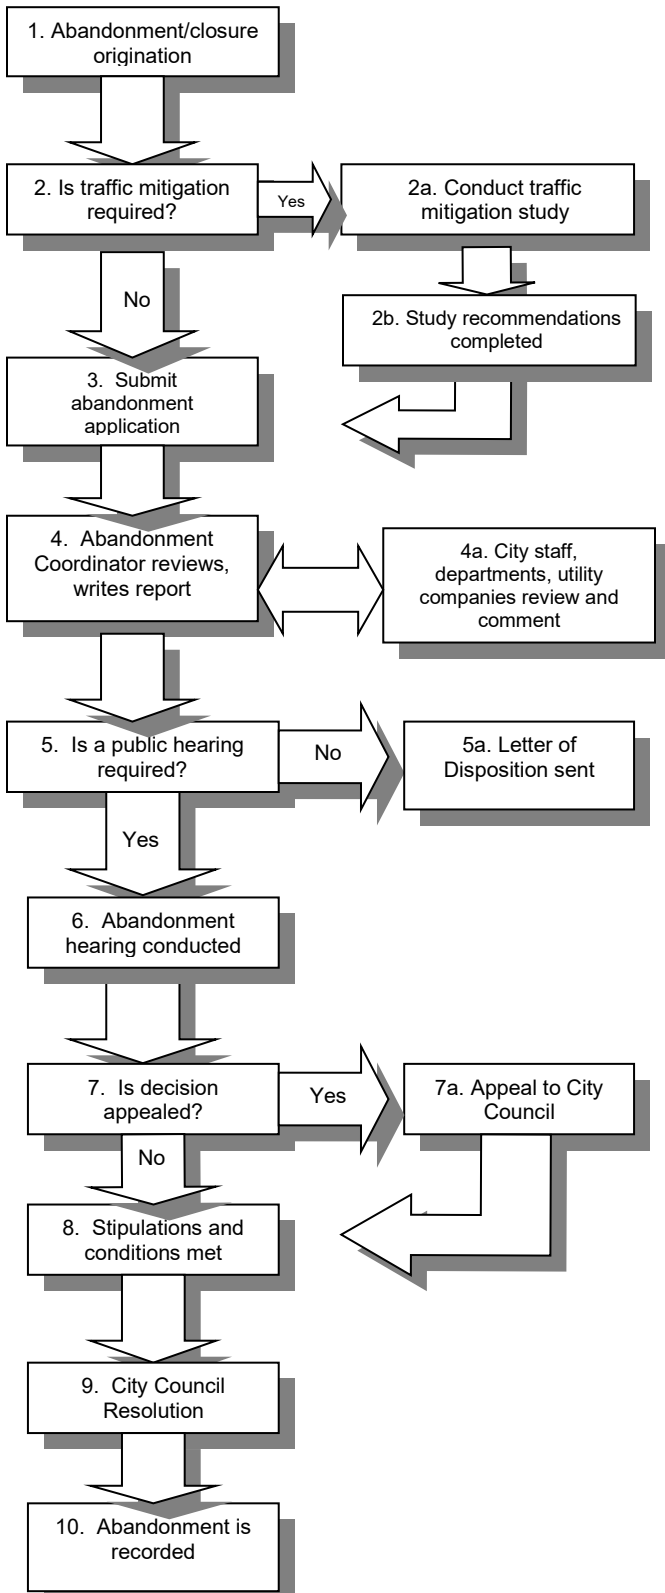 1. Abandonment/closure
origination
2. Is traffic mitigation
required?
Yes
2a. Conduct traffic
mitigation study
No
2b. Study recommendations
completed
3. Submit
abandonment
application
4. Abandonment
Coordinator reviews,
writes report
4a. City staff,
departments, utility
companies review and
comment
5. Is a public hearing
required?
No
5a. Letter of
Disposition sent
Yes
6. Abandonment
hearing conducted
7. Is decision
appealed?
Yes
7a. Appeal to City
Council
No
8. Stipulations and
conditions met
9. City Council
Resolution
10. Abandonment is
recorded